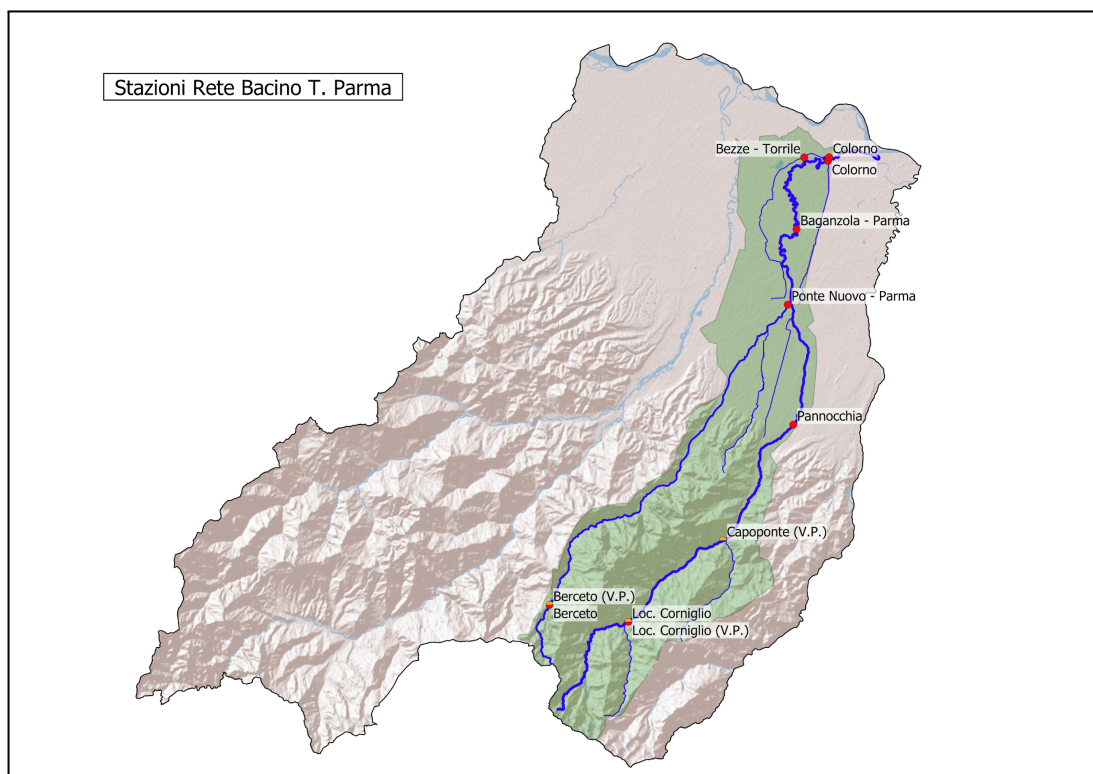 Stazioni Rete Bacino T. Parma
Bezze - Torrile
Colorno
Colorno
Baganzola - Parma
Ponte Nuovo - Parma
Pannocchia
Capoponte (V.P.)
Berceto (V.P.)
Berceto
Loc. Corniglio
Loc. Corniglio (V.P.)